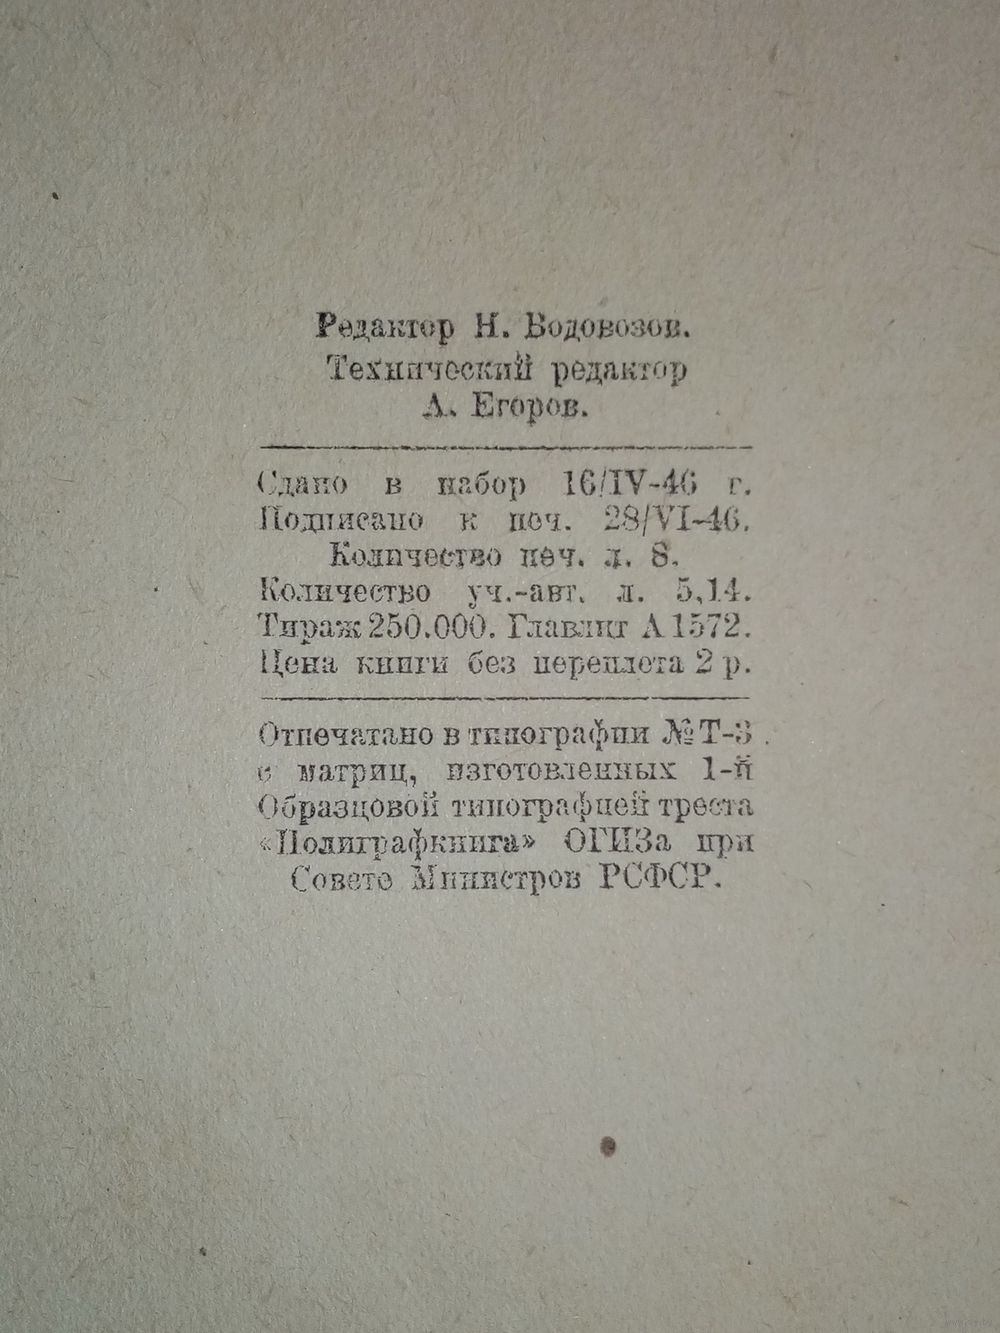 Редактор Н. Водовозов.
Технический редактор
А. Егоров.
Сдано в набор 16/IV-46 г.
Подписано к печ. 28/VI-46.
Количество печ. л. 8.
Количество уч.-авт. л. 5,14.
Тираж 250.000. Главлит А 1572.
Цена книги без переплета 2 р.
Отпечатано в типографии № Т-3
с матриц, изготовленных 1-й
Образцовой типографией треста
«Полиграфкнига» ОГИЗа при
Совете Министров РСФСР.